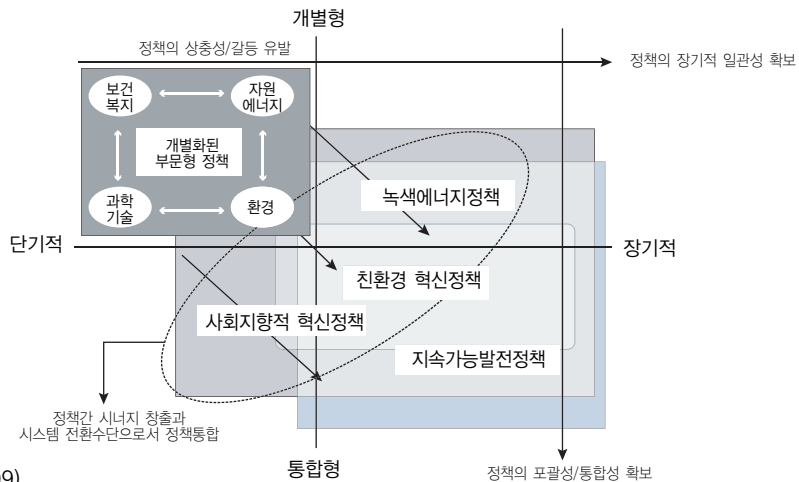 개별형
정책의 상충성/갈등 유발
정책의 장기적 일관성 확보
보건
복지
자원
에너지
개별화된
부문형 정책
과학
기술
환경
녹색에너지정책
단기적
장기적
친환경 혁신정책
사회지향적 혁신정책
지속가능발전정책
정책간 시너지 창출과
시스템 전환수단으로서 정책통합
통합형
정책의 포괄성/통합성 확보
9)